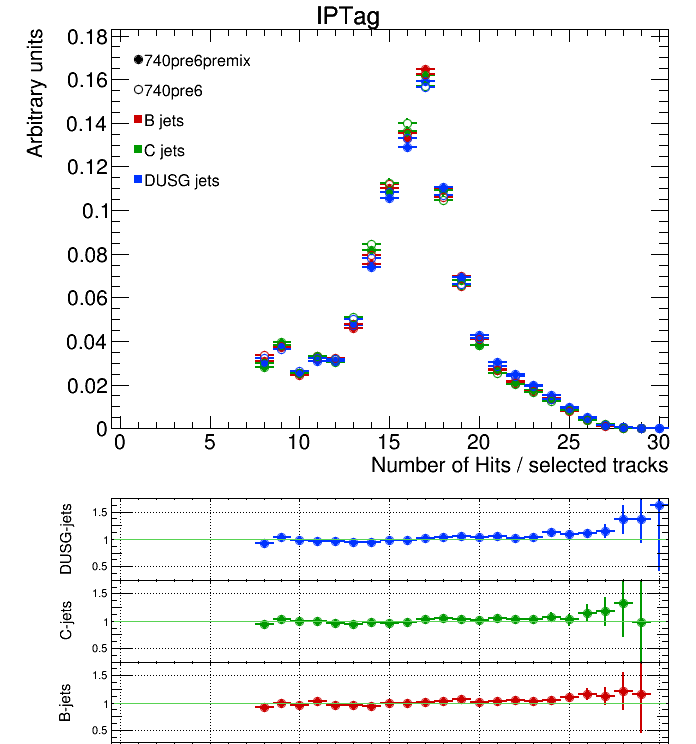 IPTag
Arbitrary units
0.18
0.16
0.14
0.12
0.1
0.08
0.06
0.04
0.02
0
740pre6premix
740pre6
B jets
C jets
DUSG jets
0 5 10 15 20 25 30
Number of Hits / selected tracks
DUSG-jets
1.5
1
0.5
C-jets
1.5
1
0.5
B-jets
1.5
1
0.5